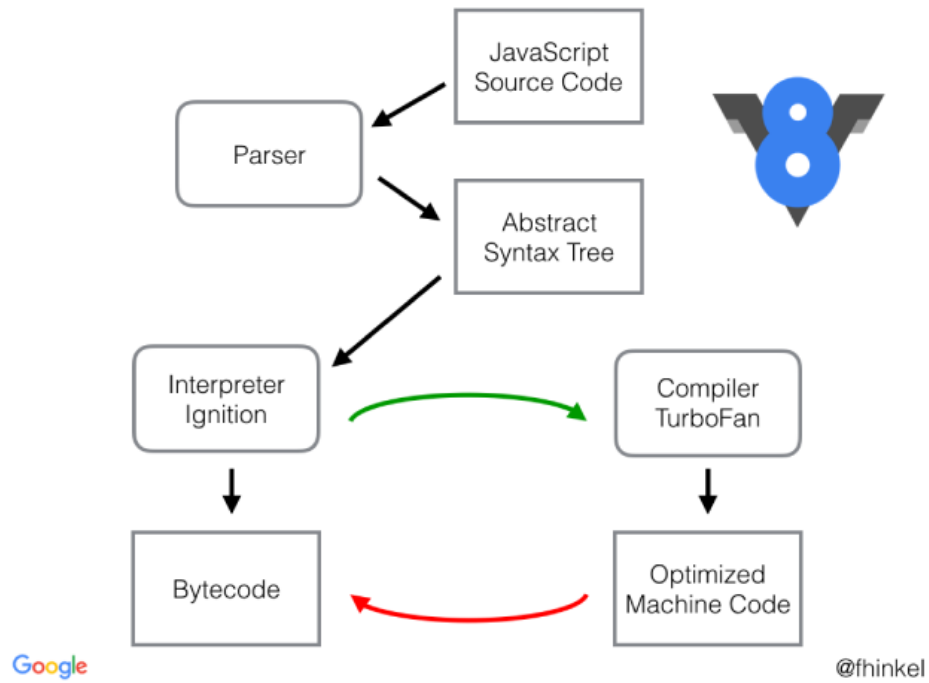 JavaScript
Source Code
Parser
Abstract
Syntax Tree
Interpreter
Ignition
Compiler
TurboFan
Bytecode
Optimized
Machine Code
Google
@fhinkel